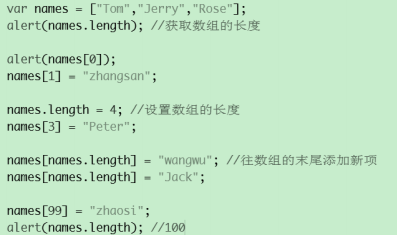 var names = ["Tom","Jerry","Rose"];
alert(names.length); //获取数组的长度
alert(names[0]);
names[1] = "zhangsan";
names.length = 4; //设置数组的长度
names[3] = "Peter";
names[names.length] = "wangwu"; //往数组的末尾添加新项
names[names.length] = "Jack";
names[99] = "zhaosi";
alert(names.length); //100